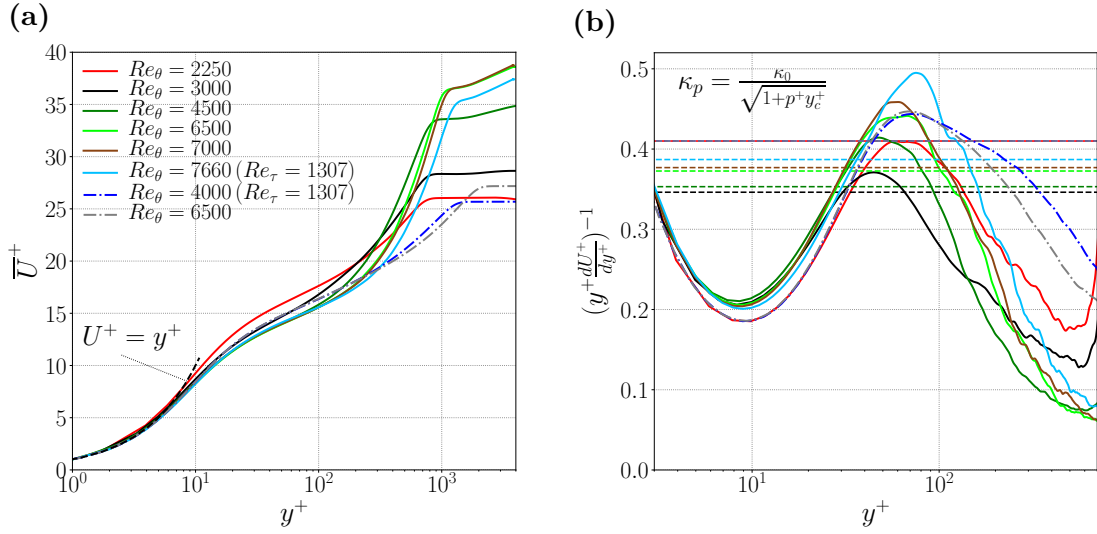 (a)
40
35
30
25
20
15
10
5
0
Re_θ = 2250
Re_θ = 3000
Re_θ = 4500
Re_θ = 6500
Re_θ = 7000
Re_θ = 7660 (Re_τ = 1307)
Re_θ = 4000 (Re_τ = 1307)
Re_θ = 6500
U^+ = y^+
\overline{U}^+
10^0
10^1
10^2
10^3
y^+
(b)
0.5
0.4
0.3
0.2
0.1
0.0
κ_p = \frac{κ_0}{\sqrt{1+p^+y_c^+}}
(y^+ \frac{dU^+}{dy^+})^{-1}
10^1
10^2
y^+